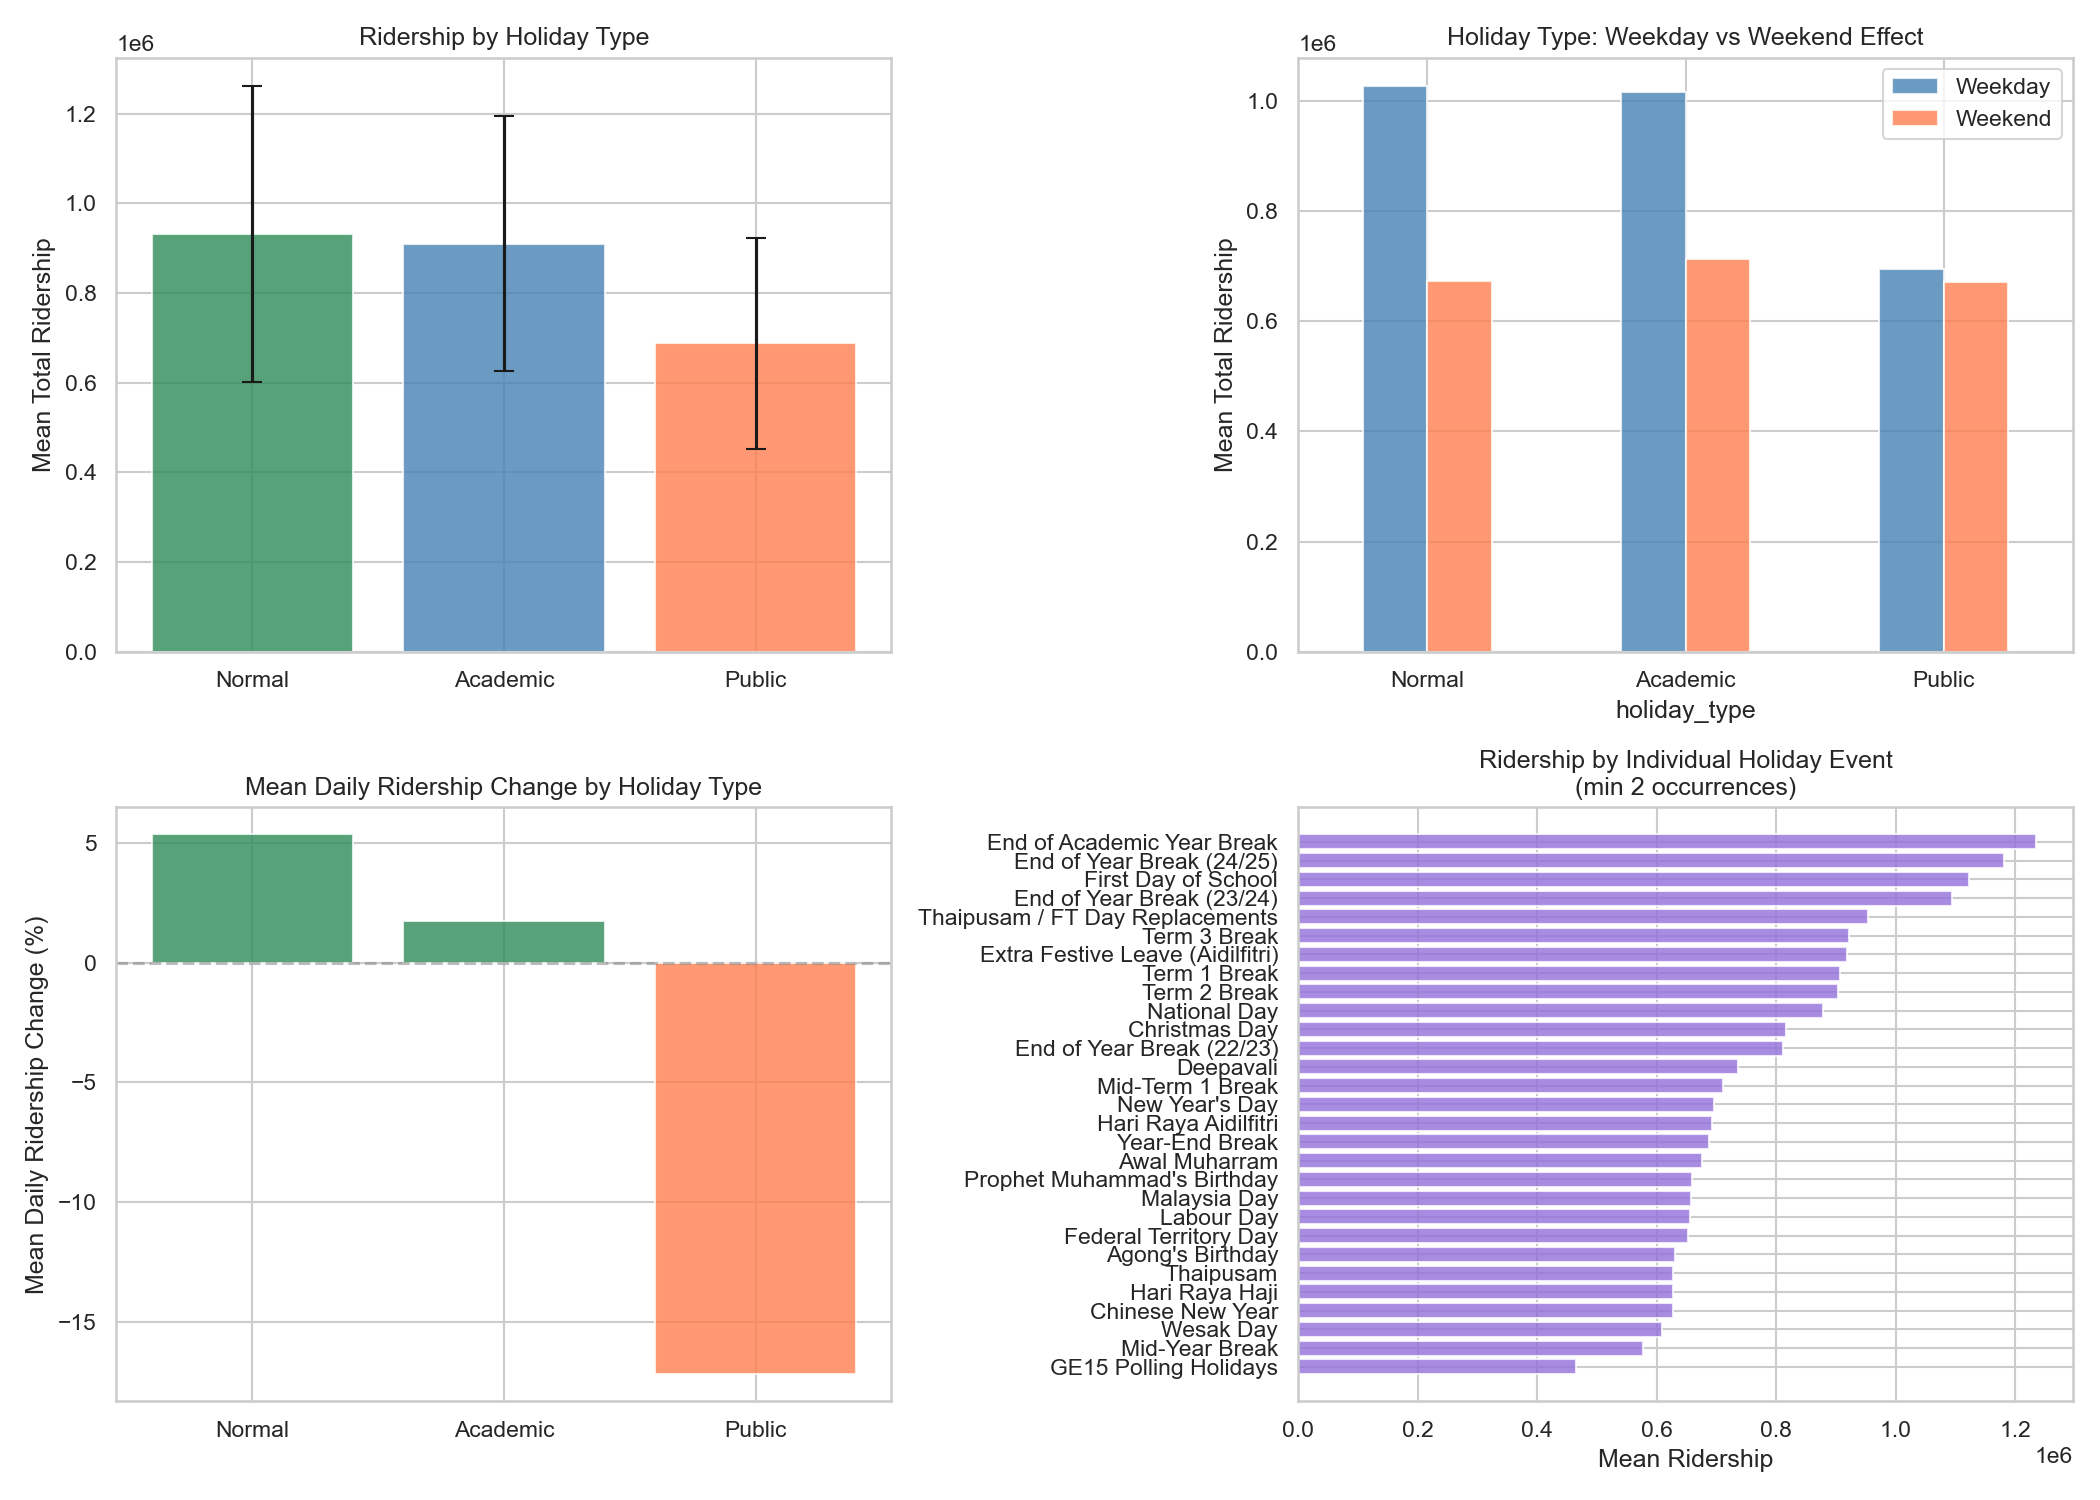 Ridership by Holiday Type
1e6
Mean Total Ridership
1.2
1.0
0.8
0.6
0.4
0.2
0.0
Normal
Academic
Public
Holiday Type: Weekday vs Weekend Effect
1e6
Weekday
Weekend
Mean Total Ridership
1.0
0.8
0.6
0.4
0.2
0.0
Normal
Academic
Public
holiday_type
Mean Daily Ridership Change by Holiday Type
Mean Daily Ridership Change (%)
5
0
−5
−10
−15
Normal
Academic
Public
Ridership by Individual Holiday Event
(min 2 occurrences)
End of Academic Year Break
End of Year Break (24/25)
First Day of School
End of Year Break (23/24)
Thaipusam / FT Day Replacements
Term 3 Break
Extra Festive Leave (Aidilfitri)
Term 1 Break
Term 2 Break
National Day
Christmas Day
End of Year Break (22/23)
Deepavali
Mid-Term 1 Break
New Year's Day
Hari Raya Aidilfitri
Year-End Break
Awal Muharram
Prophet Muhammad's Birthday
Malaysia Day
Labour Day
Federal Territory Day
Agong's Birthday
Thaipusam
Hari Raya Haji
Chinese New Year
Wesak Day
Mid-Year Break
GE15 Polling Holidays
0.0
0.2
0.4
0.6
0.8
1.0
1.2
1e6
Mean Ridership